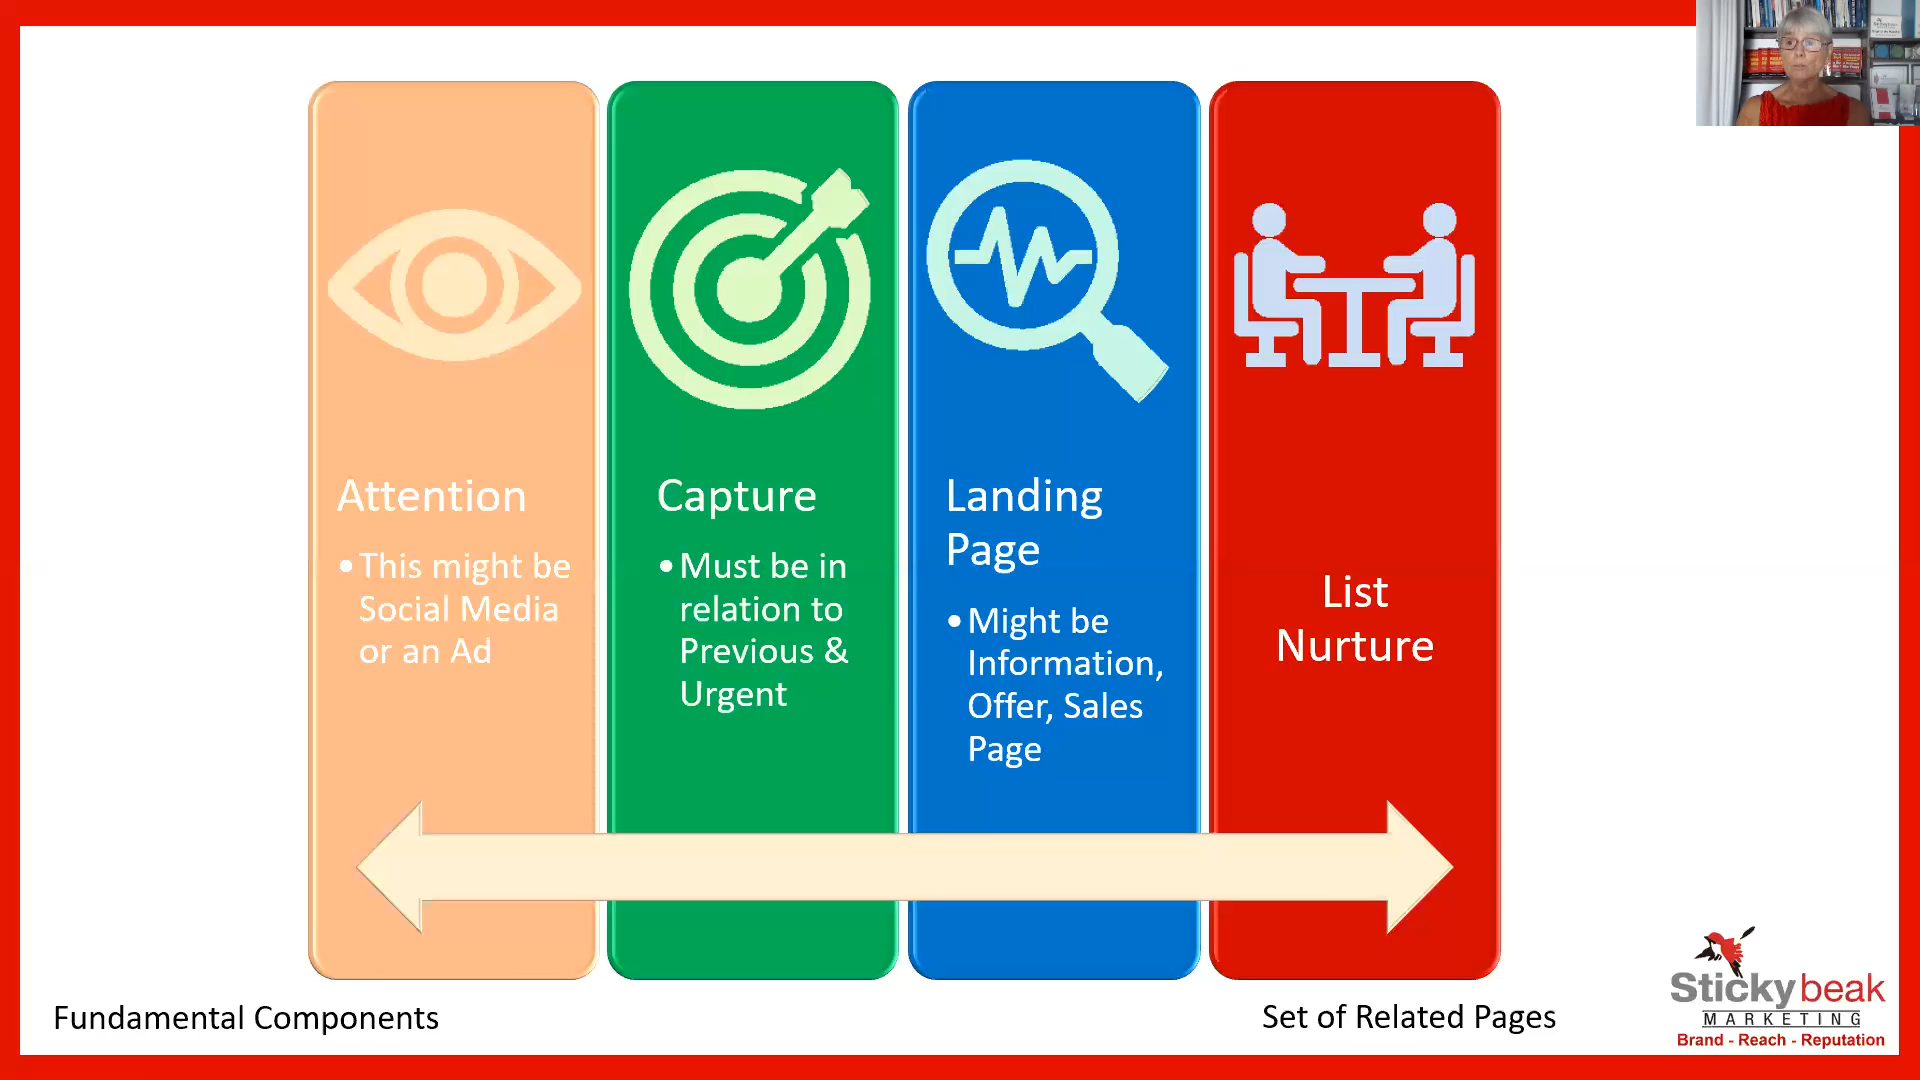 Attention
•This might be
Social Media
or an Ad
Capture
•Must be in
relation to
Previous &
Urgent
Landing
Page
•Might be
Information,
Offer, Sales
Page
List
Nurture
Fundamental Components
Set of Related Pages
Stickybeak
MARKETING
Brand - Reach - Reputation